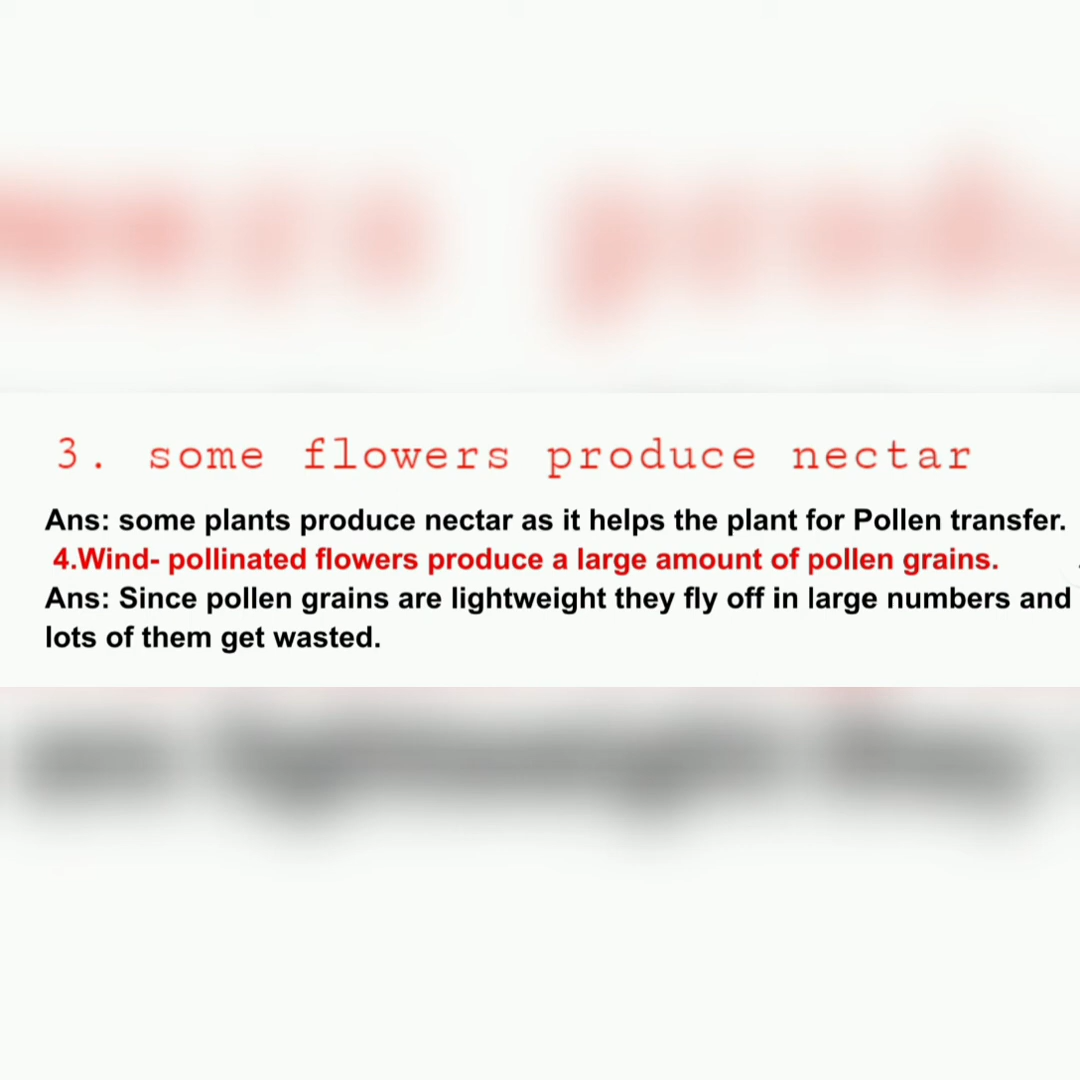 3. some flowers produce nectar
Ans: some plants produce nectar as it helps the plant for Pollen transfer.
4.Wind- pollinated flowers produce a large amount of pollen grains.
Ans: Since pollen grains are lightweight they fly off in large numbers and
lots of them get wasted.